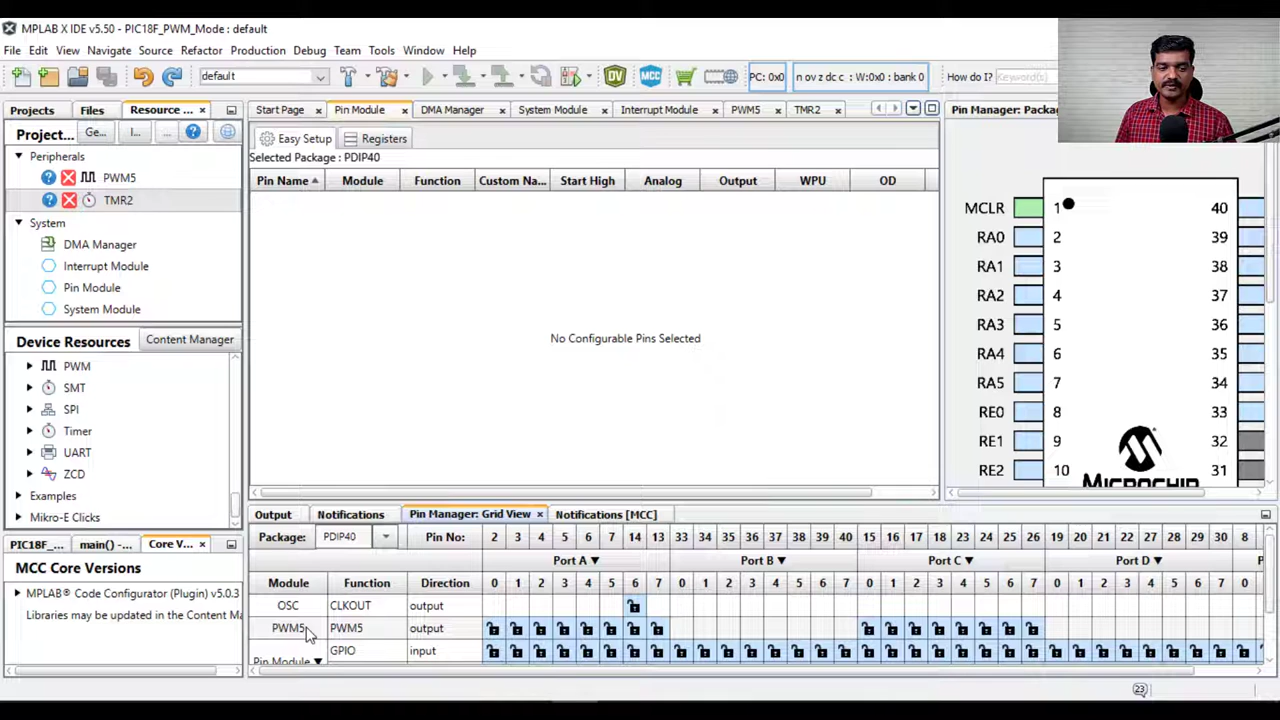 MPLAB X IDE v5.50 - PIC18F_PWM_Mode : default
File Edit View Navigate Source Refactor Production Debug Team Tools Window Help
default PC: 0x0 n ov z dc c : W:0x0 : bank 0 How do I? Keyword(s)
DV MCC
Projects Files Resource ... × Start Page × Pin Module × DMA Manager × System Module × Interrupt Module × PWM5 × TMR2 × Pin Manager: Packa
Project... Ge... I... ... Easy Setup Registers
Selected Package : PDIP40
Peripherals
PWM5
TMR2
System
DMA Manager
Interrupt Module
Pin Module
System Module
Pin Name Module Function Custom Na... Start High Analog Output WPU OD
No Configurable Pins Selected
MCLR 1 40
RA0 2 39
RA1 3 38
RA2 4 37
RA3 5 36
RA4 6 35
RA5 7 34
RE0 8 33
RE1 9 32
RE2 10 31
MICROCHIP
Device Resources Content Manager
PWM
SMT
SPI
Timer
UART
ZCD
Examples
Mikro-E Clicks
Output Notifications Pin Manager: Grid View × Notifications [MCC]
Package: PDIP40 Pin No: 2 3 4 5 6 7 14 13 33 34 35 36 37 38 39 40 15 16 17 18 23 24 25 26 19 20 21 22 27 28 29 30 8
Port A ▼ Port B ▼ Port C ▼ Port D ▼
Module Function Direction 0 1 2 3 4 5 6 7 0 1 2 3 4 5 6 7 0 1 2 3 4 5 6 7 0 1 2 3 4 5 6 7 0
OSC CLKOUT output
PWM5 PWM5 output
GPIO input
Pin Module ▼
PIC18F_... main() -... Core V... ×
MCC Core Versions
MPLAB® Code Configurator (Plugin) v5.0.3
Libraries may be updated in the Content Ma
23